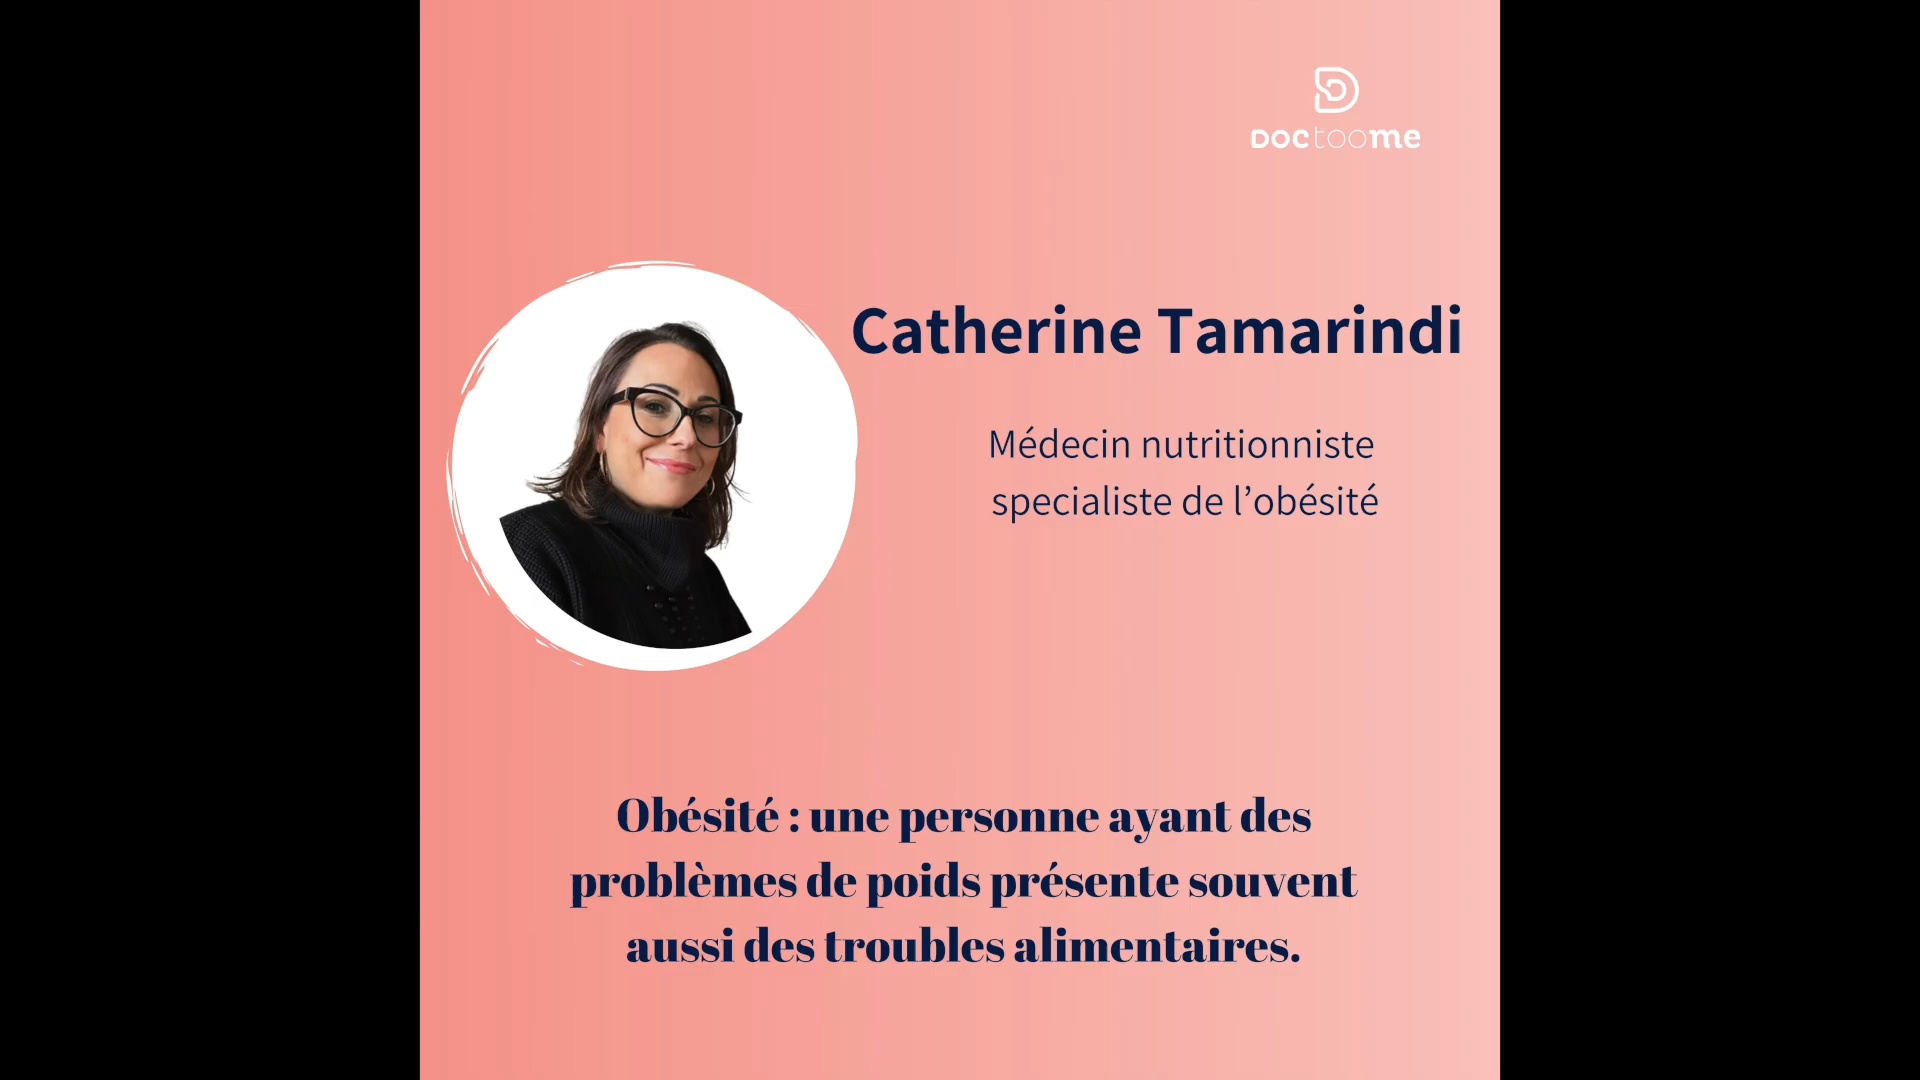 DOCtoome
Catherine Tamarindi
Médecin nutritionniste
specialiste de l’obésité
Obésité : une personne ayant des
problèmes de poids présente souvent
aussi des troubles alimentaires.